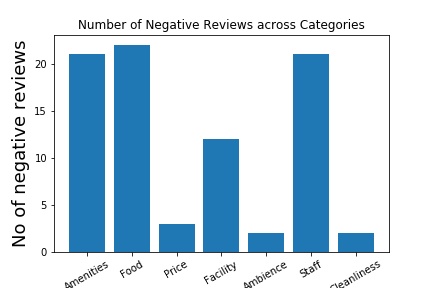 Number of Negative Reviews across Categories
No of negative reviews
20
15
10
5
0
Amenities
Food
Price
Facility
Ambience
Staff
Cleanliness